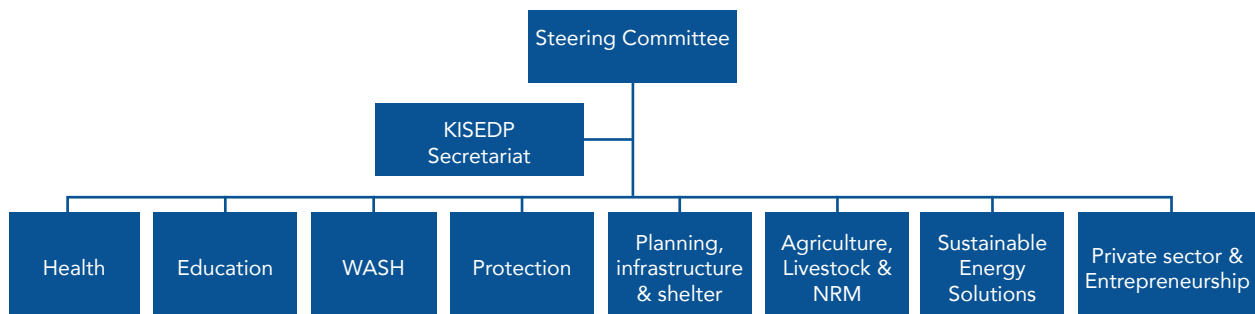 Steering Committee
KISEDP
Secretariat
Health
Education
WASH
Protection
Planning,
infrastructure
& shelter
Agriculture,
Livestock &
NRM
Sustainable
Energy
Solutions
Private sector &
Entrepreneurship